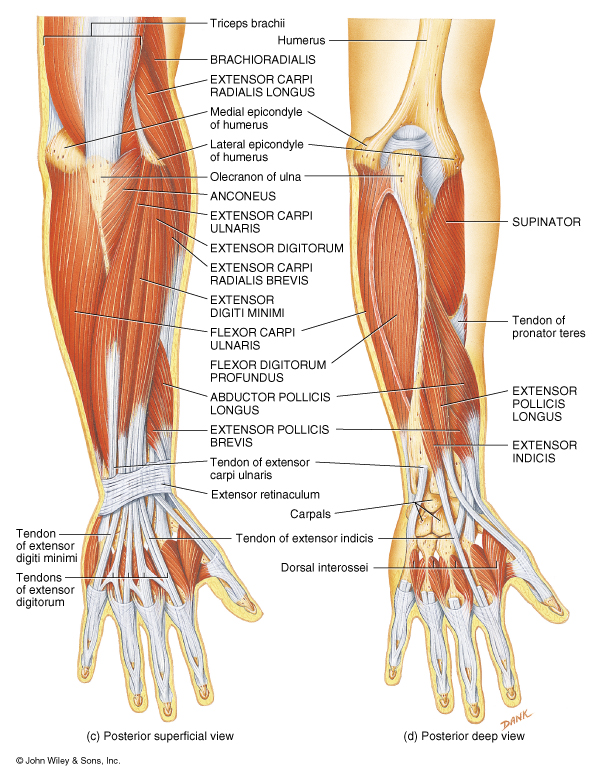 Triceps brachii
Humerus
BRACHIORADIALIS
EXTENSOR CARPI
RADIALIS LONGUS
Medial epicondyle
of humerus
Lateral epicondyle
of humerus
Olecranon of ulna
ANCONEUS
EXTENSOR CARPI
ULNARIS
SUPINATOR
EXTENSOR DIGITORUM
EXTENSOR CARPI
RADIALIS BREVIS
EXTENSOR
DIGITI MINIMI
Tendon of
pronator teres
FLEXOR CARPI
ULNARIS
FLEXOR DIGITORUM
PROFUNDUS
ABDUCTOR POLLICIS
LONGUS
EXTENSOR
POLLICIS
LONGUS
EXTENSOR POLLICIS
BREVIS
EXTENSOR
INDICIS
Tendon of extensor
carpi ulnaris
Extensor retinaculum
Carpals
Tendon
of extensor
digiti minimi
Tendon of extensor indicis
Dorsal interossei
Tendons
of extensor
digitorum
DANK
(c) Posterior superficial view
(d) Posterior deep view
© John Wiley & Sons, Inc.